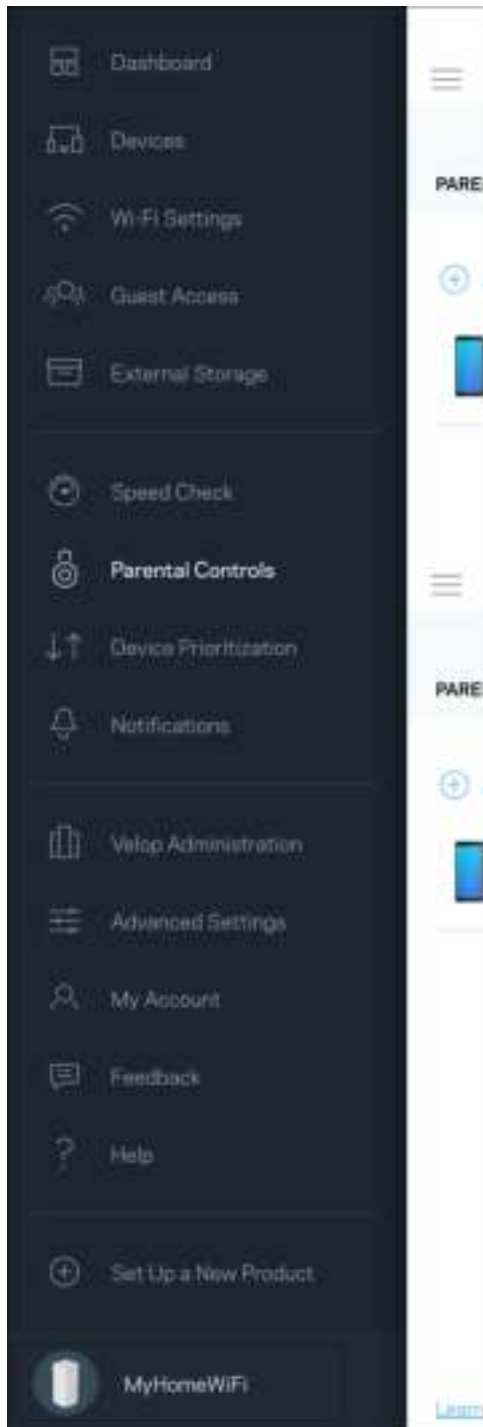 Dashboard
Devices
Wi-Fi Settings
Guest Access
External Storage
Speed Check
Parental Controls
Device Prioritization
Notifications
Velop Administration
Advanced Settings
My Account
Feedback
Help
Set Up a New Product
MyHomeWiFi
PARE
PARE
Learn